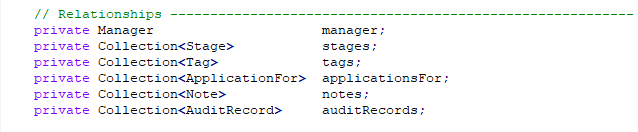 // Relationships ----------------------------------------------------------
private Manager manager;
private Collection<Stage> stages;
private Collection<Tag> tags;
private Collection<ApplicationFor> applicationsFor;
private Collection<Note> notes;
private Collection<AuditRecord> auditRecords;